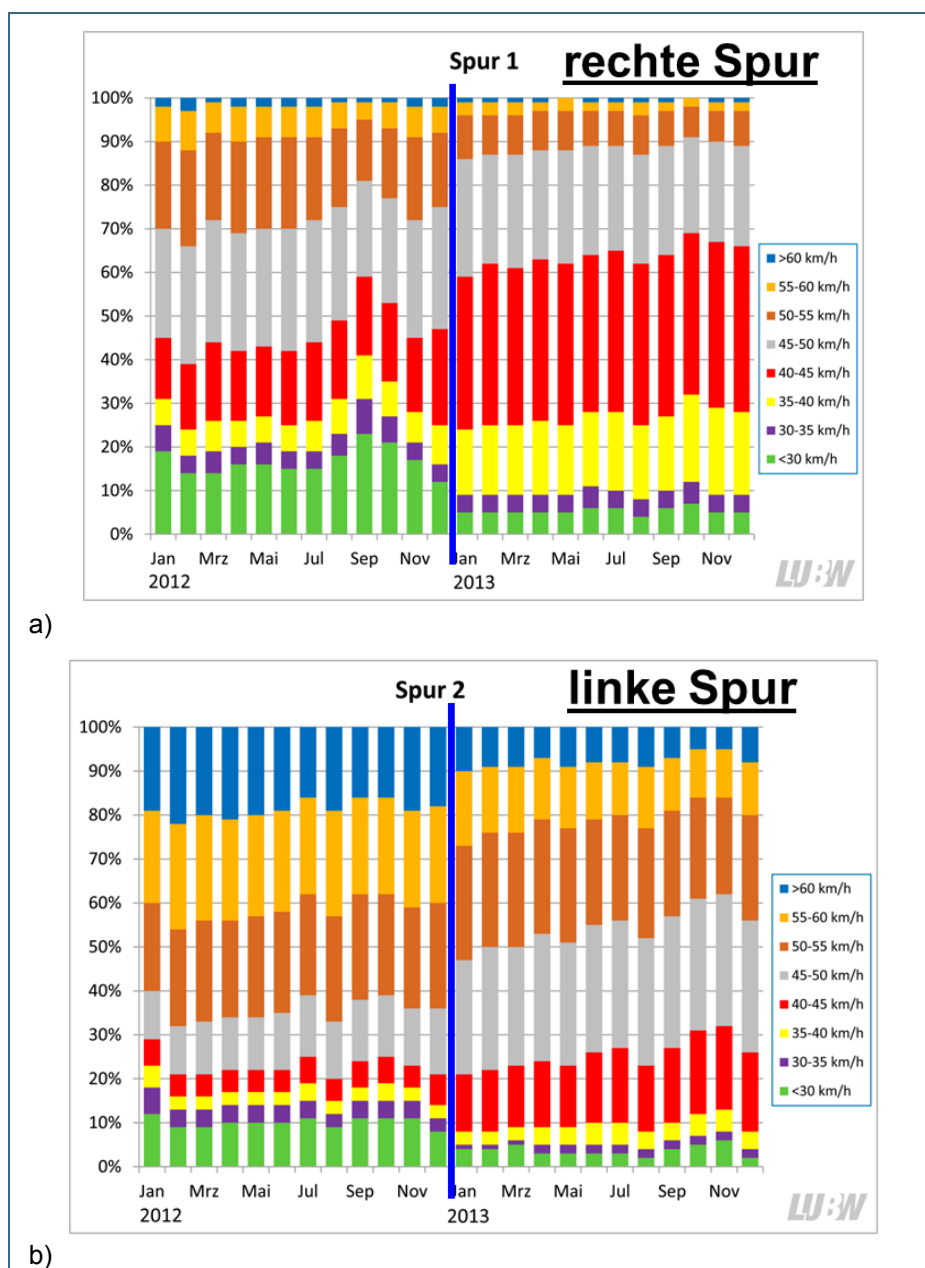 Spur 1 rechte Spur
100%
90%
80%
70%
60%
50%
40%
30%
20%
10%
0%
>60 km/h
55-60 km/h
50-55 km/h
45-50 km/h
40-45 km/h
35-40 km/h
30-35 km/h
<30 km/h
Jan Mrz Mai Jul Sep Nov Jan Mrz Mai Jul Sep Nov
2012 2013
LUBW
a)
Spur 2 linke Spur
100%
90%
80%
70%
60%
50%
40%
30%
20%
10%
0%
>60 km/h
55-60 km/h
50-55 km/h
45-50 km/h
40-45 km/h
35-40 km/h
30-35 km/h
<30 km/h
Jan Mrz Mai Jul Sep Nov Jan Mrz Mai Jul Sep Nov
2012 2013
LUBW
b)